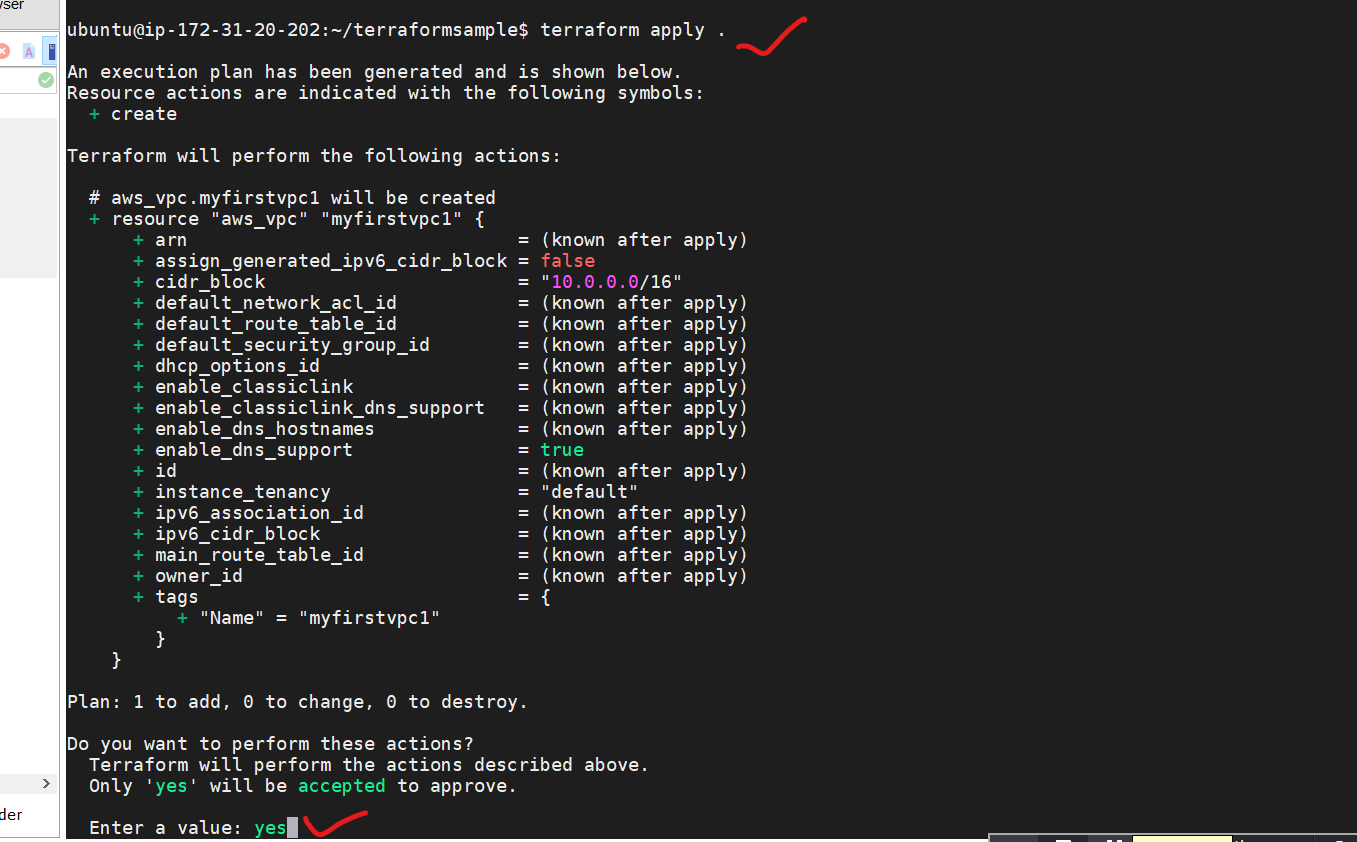 wser
A
ubuntu@ip-172-31-20-202:~/terraformsample$ terraform apply .
An execution plan has been generated and is shown below.
Resource actions are indicated with the following symbols:
+ create
Terraform will perform the following actions:
# aws_vpc.myfirstvpc1 will be created
+ resource "aws_vpc" "myfirstvpc1" {
+ arn = (known after apply)
+ assign_generated_ipv6_cidr_block = false
+ cidr_block = "10.0.0.0/16"
+ default_network_acl_id = (known after apply)
+ default_route_table_id = (known after apply)
+ default_security_group_id = (known after apply)
+ dhcp_options_id = (known after apply)
+ enable_classiclink = (known after apply)
+ enable_classiclink_dns_support = (known after apply)
+ enable_dns_hostnames = (known after apply)
+ enable_dns_support = true
+ id = (known after apply)
+ instance_tenancy = "default"
+ ipv6_association_id = (known after apply)
+ ipv6_cidr_block = (known after apply)
+ main_route_table_id = (known after apply)
+ owner_id = (known after apply)
+ tags = {
+ "Name" = "myfirstvpc1"
}
}
Plan: 1 to add, 0 to change, 0 to destroy.
Do you want to perform these actions?
Terraform will perform the actions described above.
Only 'yes' will be accepted to approve.
der
Enter a value: yes